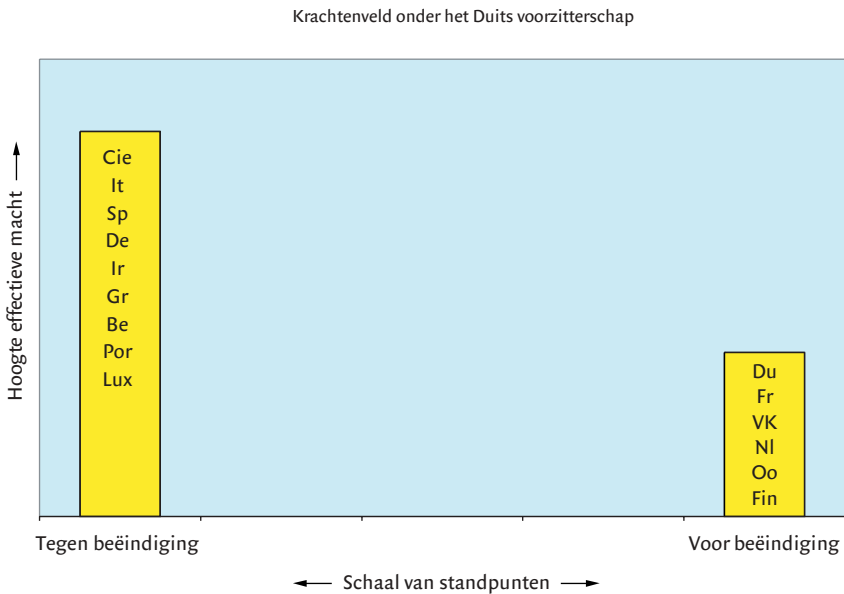 Krachtenveld onder het Duits voorzitterschap
Hoogte effectieve macht
Cie
It
Sp
De
Ir
Gr
Be
Por
Lux
Du
Fr
VK
Nl
Oo
Fin
Tegen beëindiging
Voor beëindiging
Schaal van standpunten